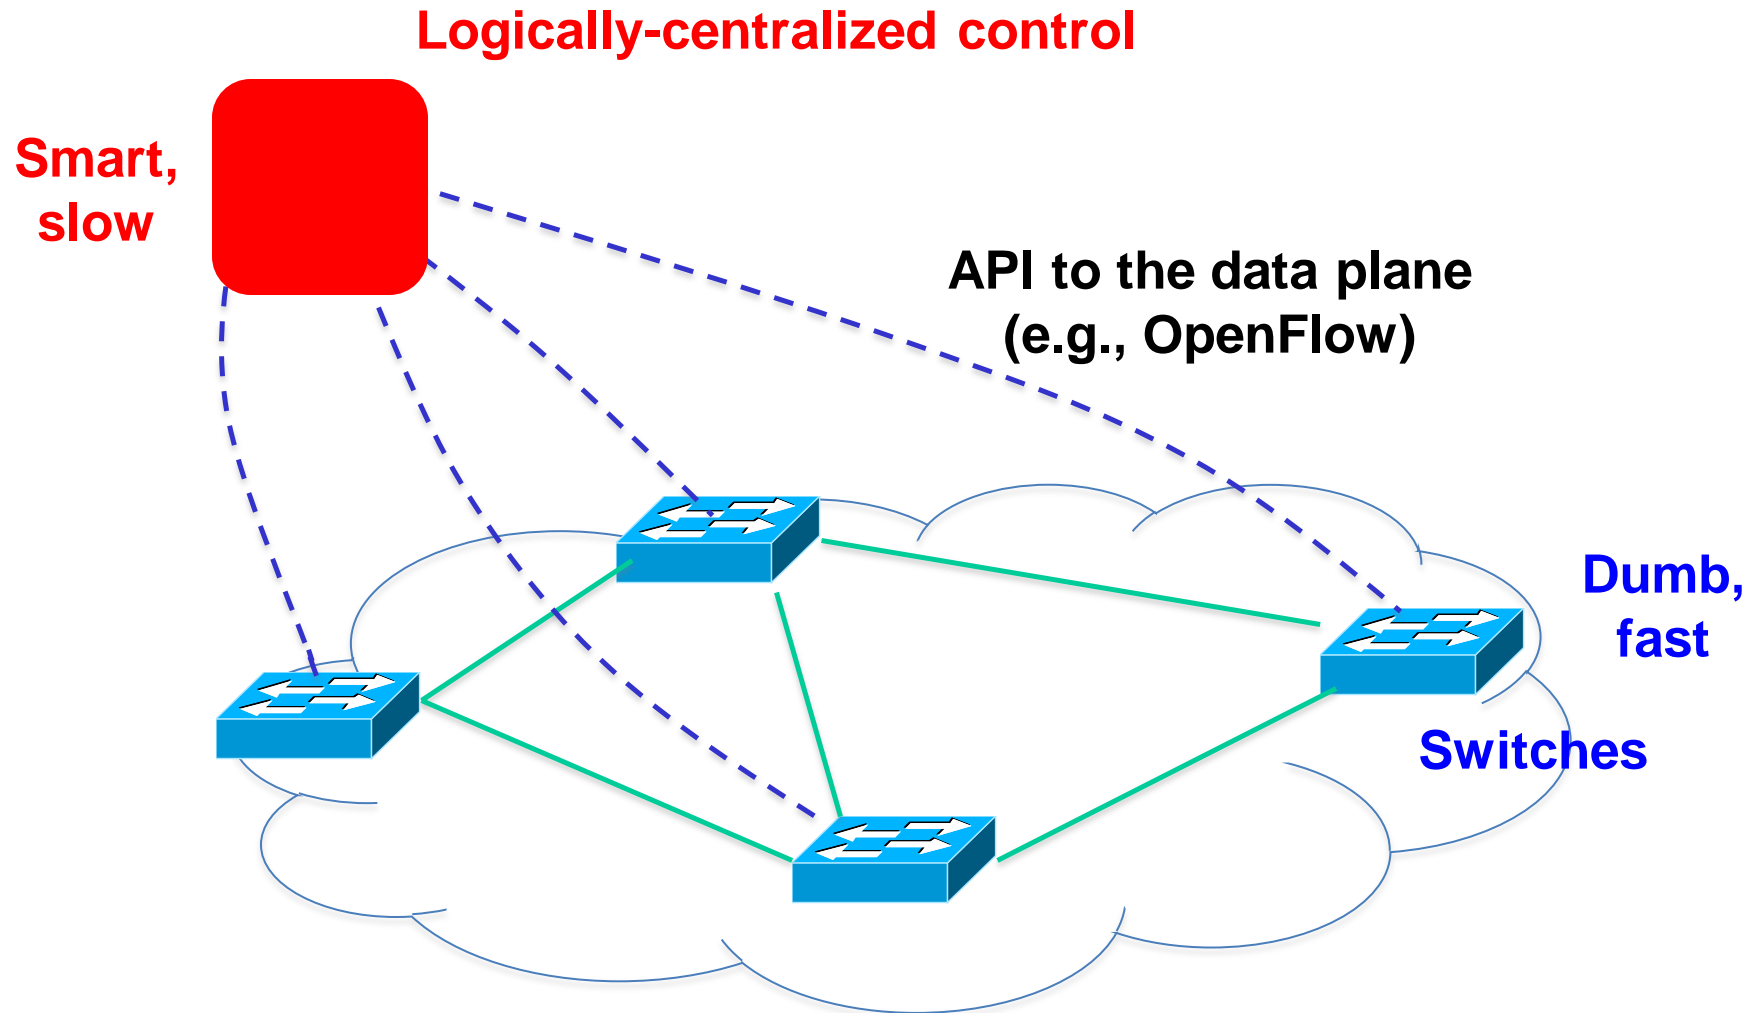 Logically-centralized control
Smart,
slow
API to the data plane
(e.g., OpenFlow)
Dumb,
fast
Switches